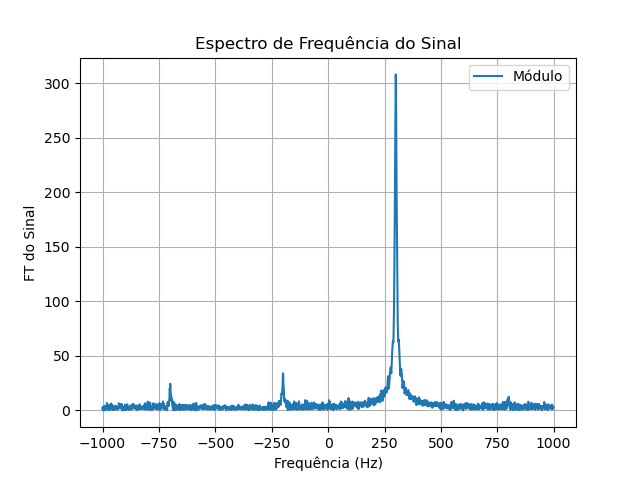 Espectro de Frequência do Sinal
Módulo
FT do Sinal
300
250
200
150
100
50
0
−1000 −750 −500 −250 0 250 500 750 1000
Frequência (Hz)